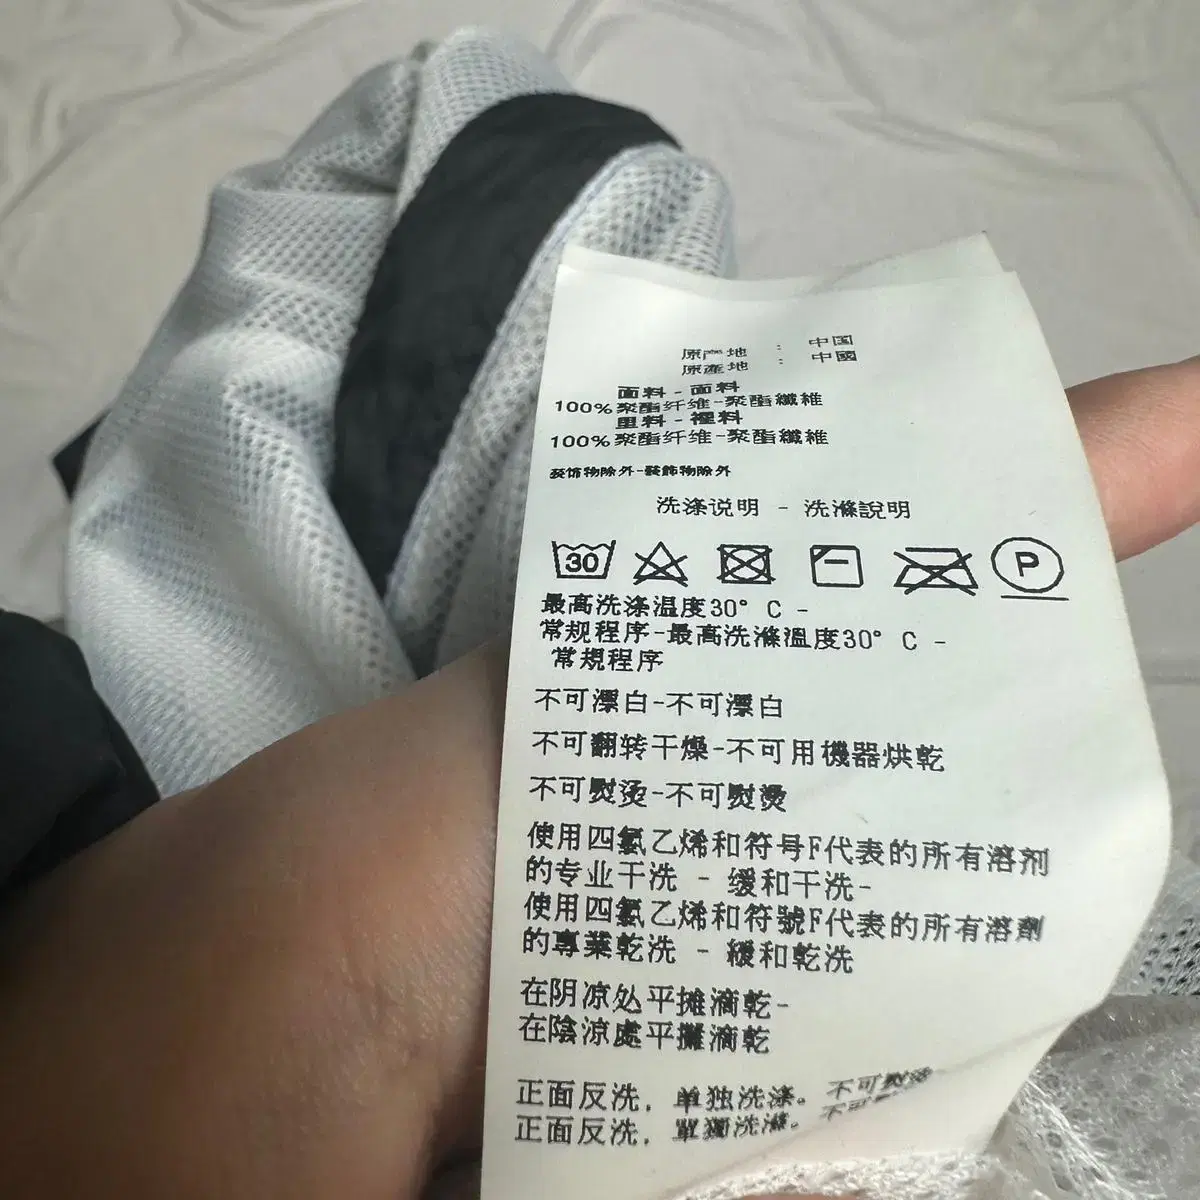 原产地 : 中国
原產地 : 中國
面料 - 面料
100%聚酯纤维-聚酯纖維
里料 - 裡料
100%聚酯纤维-聚酯纖維
装饰物除外-裝飾物除外
洗涤说明 - 洗滌說明
30 P
最高洗涤温度30° C -
常规程序-最高洗滌溫度30° C -
常規程序
不可漂白-不可漂白
不可翻转干燥-不可用機器烘乾
不可熨烫-不可熨燙
使用四氯乙烯和符号F代表的所有溶剂
的专业干洗 - 缓和干洗-
使用四氯乙烯和符號F代表的所有溶劑
的專業乾洗 - 緩和乾洗
在阴凉处平摊滴乾-
在陰涼處平攤滴乾
正面反洗, 单独洗涤。不可熨烫
正面反洗, 單獨洗滌。不可